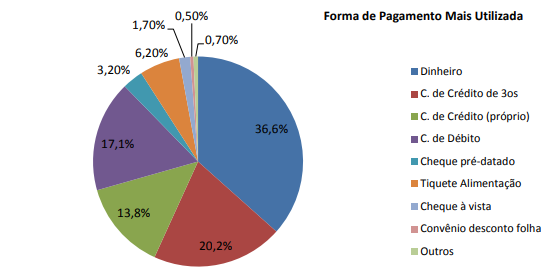 Forma de Pagamento Mais Utilizada
0,50%
1,70%
0,70%
6,20%
3,20%
36,6%
17,1%
13,8%
20,2%
Dinheiro
C. de Crédito de 3os
C. de Crédito (próprio)
C. de Débito
Cheque pré-datado
Tiquete Alimentação
Cheque à vista
Convênio desconto folha
Outros